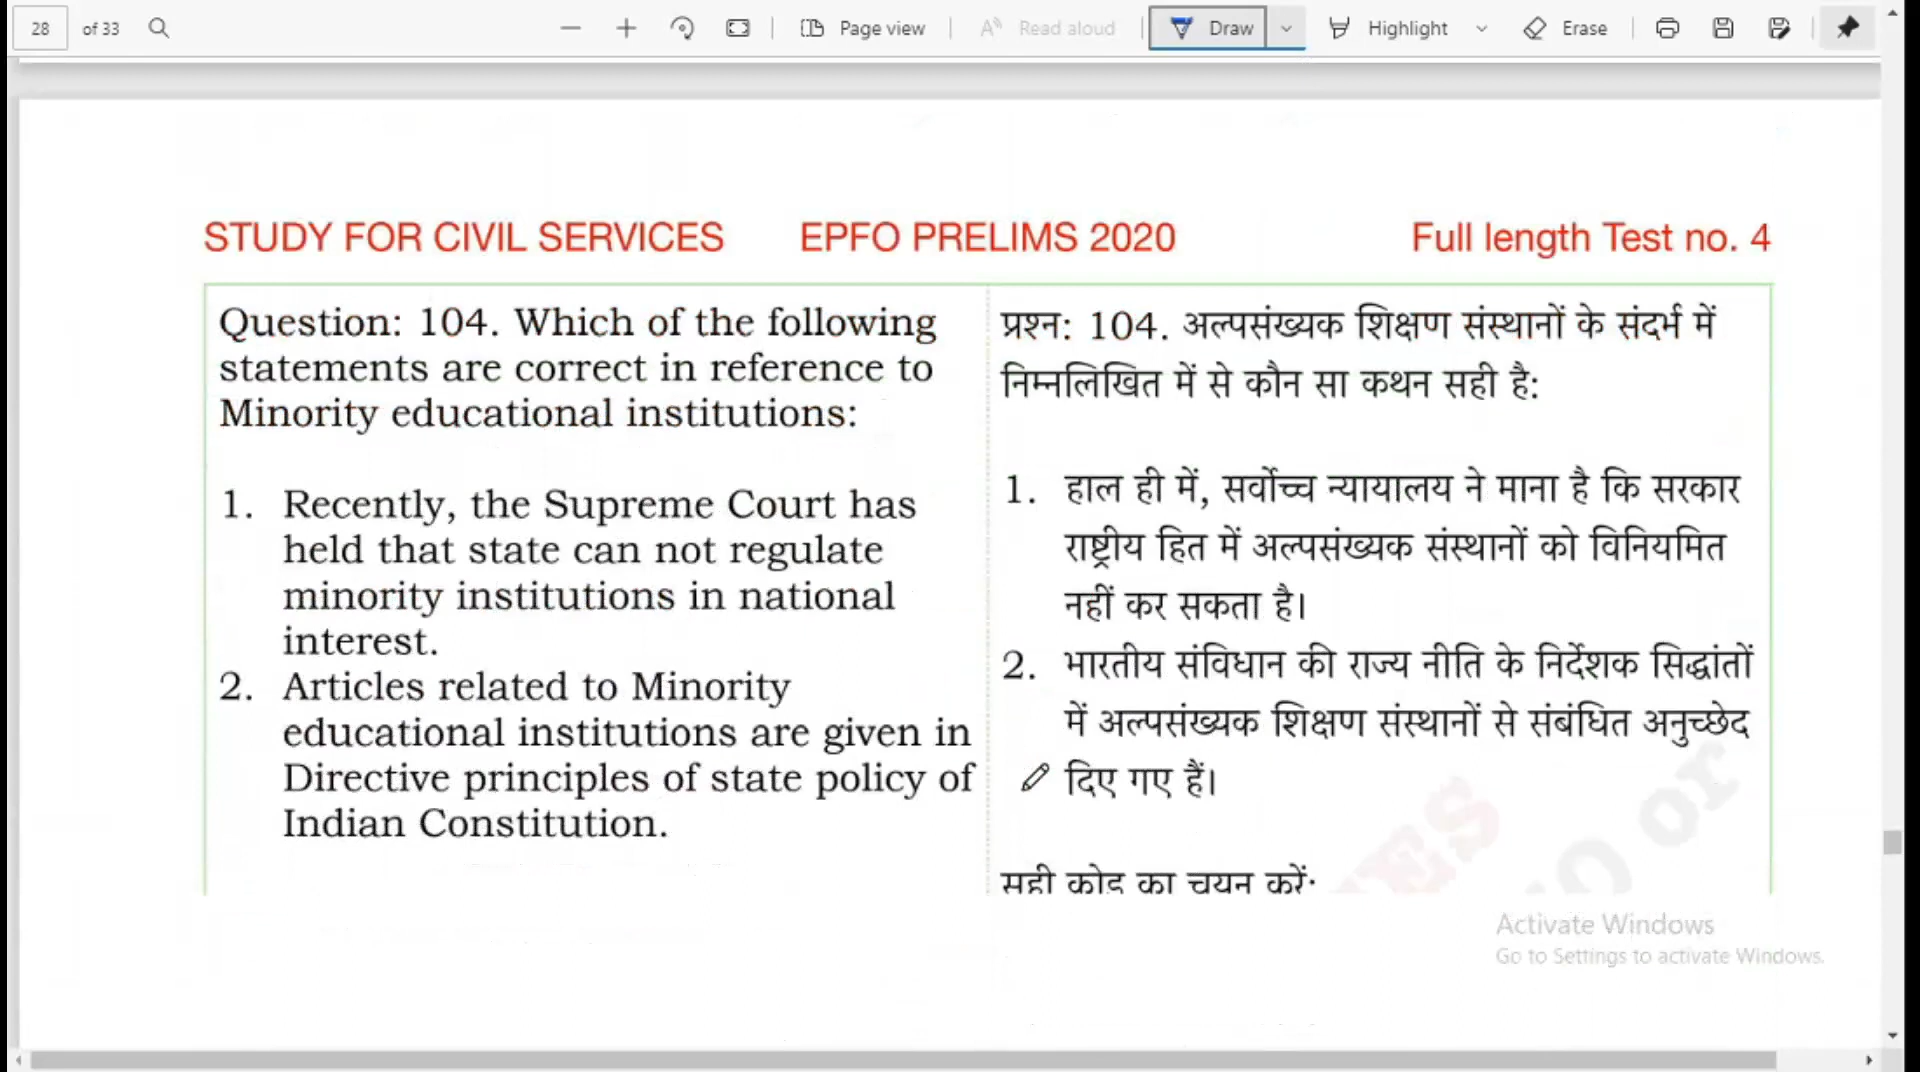 28 of 33 Page view Read aloud Draw Highlight Erase
STUDY FOR CIVIL SERVICES EPFO PRELIMS 2020 Full length Test no. 4
Question: 104. Which of the following
statements are correct in reference to
Minority educational institutions:
1. Recently, the Supreme Court has
held that state can not regulate
minority institutions in national
interest.
2. Articles related to Minority
educational institutions are given in
Directive principles of state policy of
Indian Constitution.
प्रश्न: 104. अल्पसंख्यक शिक्षण संस्थानों के संदर्भ में
निम्नलिखित में से कौन सा कथन सही है:
1. हाल ही में, सर्वोच्च न्यायालय ने माना है कि सरकार
राष्ट्रीय हित में अल्पसंख्यक संस्थानों को विनियमित
नहीं कर सकता है।
2. भारतीय संविधान की राज्य नीति के निर्देशक सिद्धांतों
में अल्पसंख्यक शिक्षण संस्थानों से संबंधित अनुच्छेद
दिए गए हैं।
सही कोड का चयन करें:
Activate Windows
Go to Settings to activate Windows.